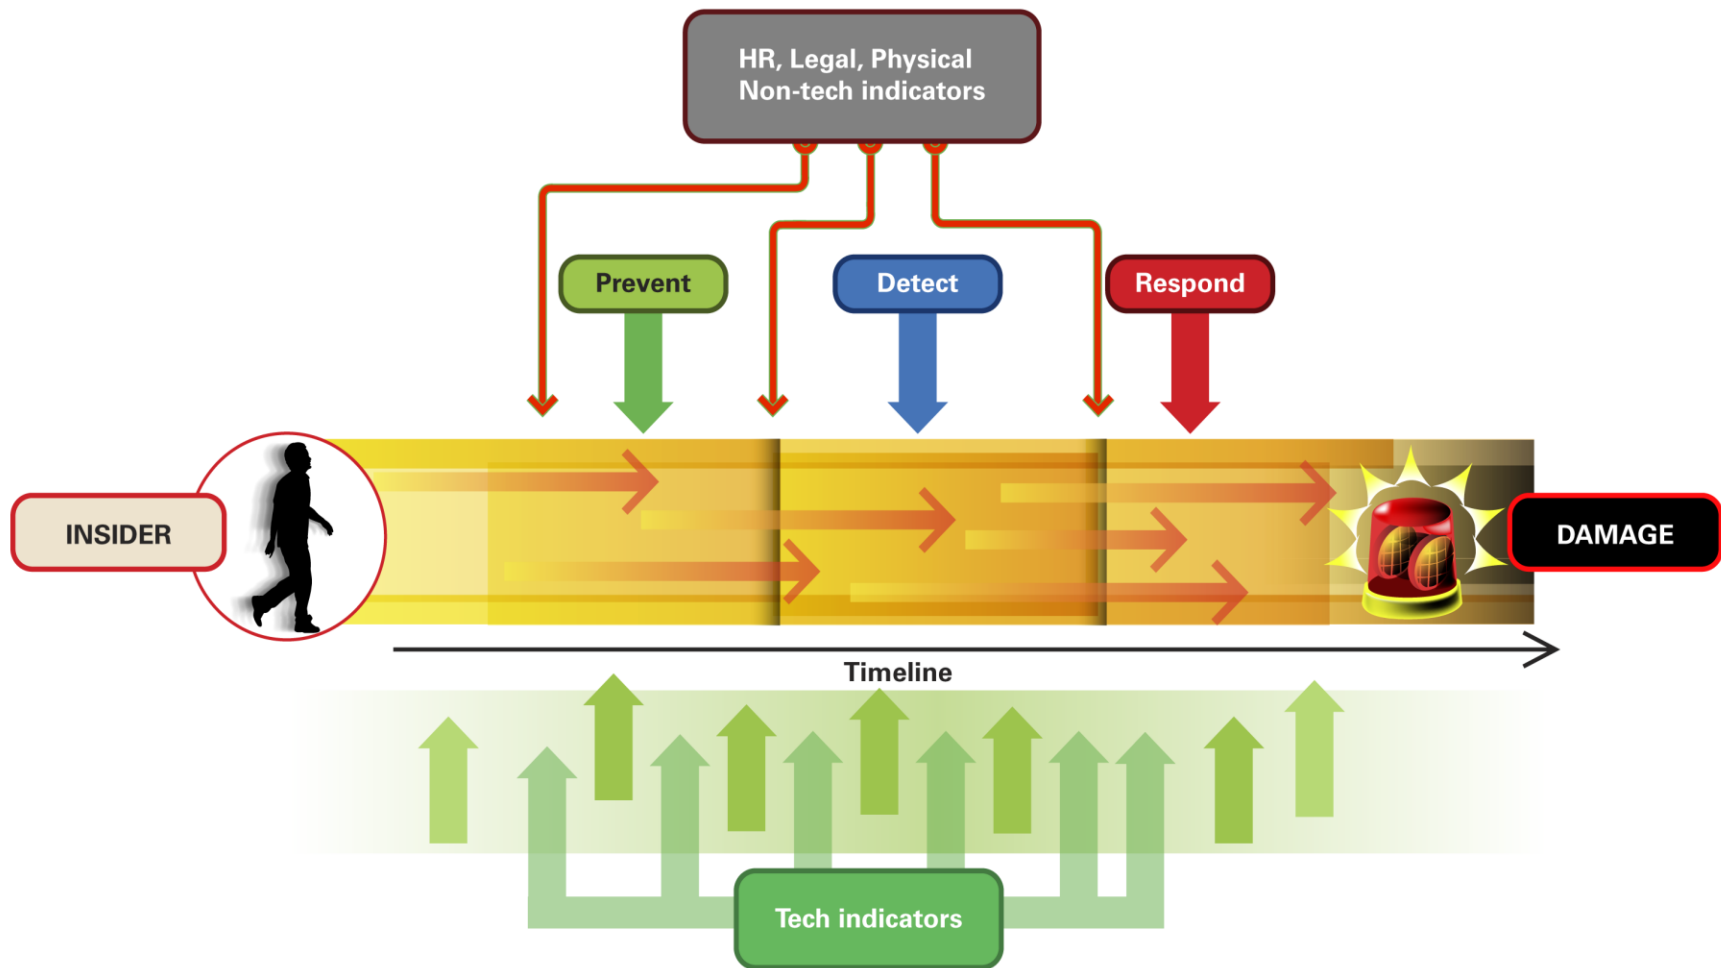 HR, Legal, Physical
Non-tech indicators
Prevent
Detect
Respond
INSIDER
DAMAGE
Timeline
Tech indicators